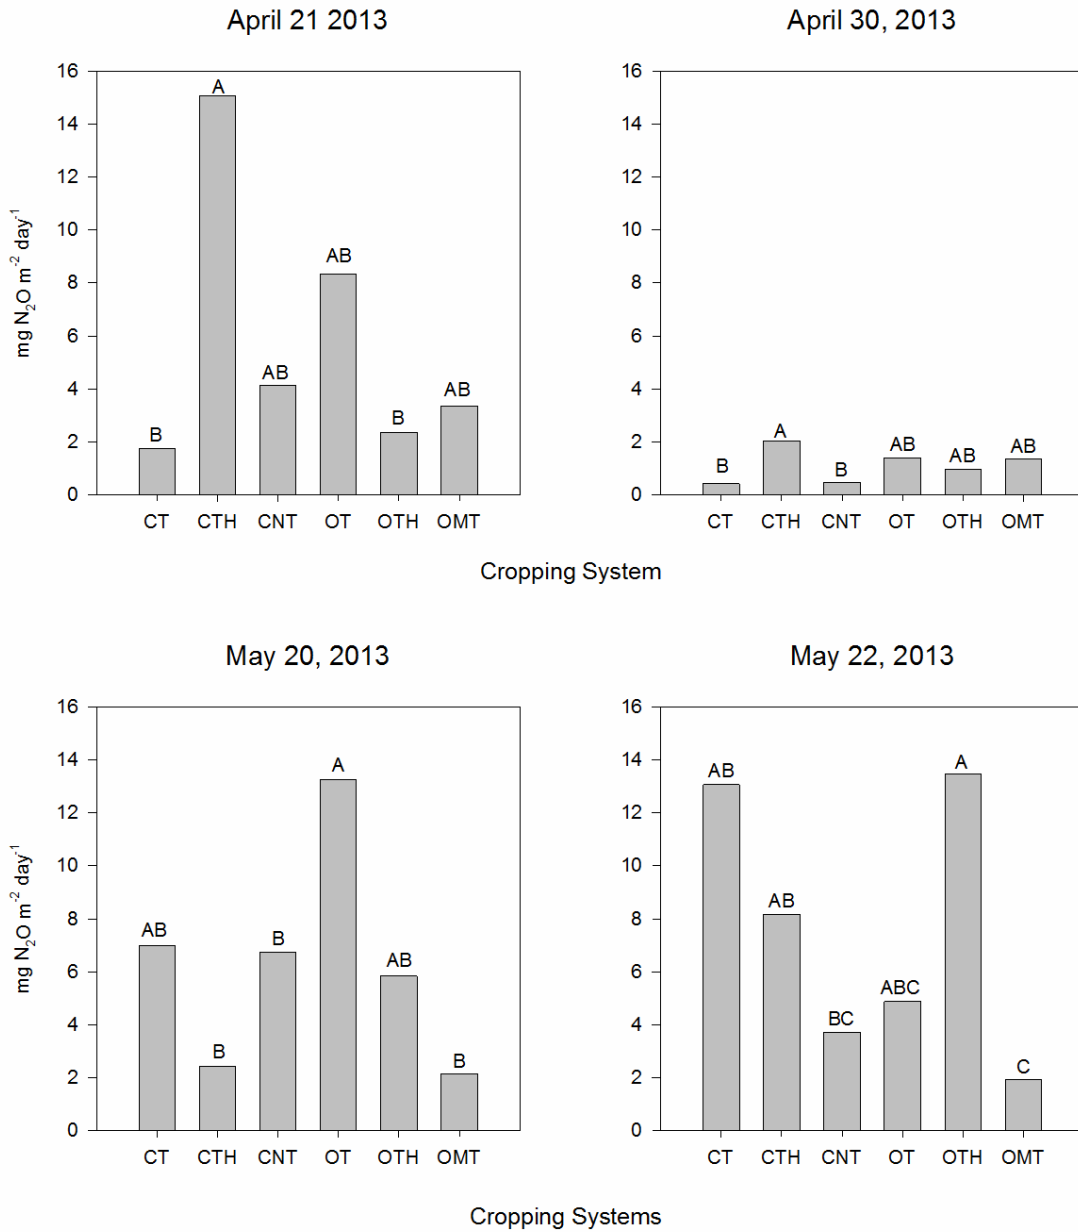 April 21 2013
April 30, 2013
mg N₂O m⁻² day⁻¹
16
14
12
10
8
6
4
2
0
A
AB
AB
AB
B
B
CT CTH CNT OT OTH OMT
16
14
12
10
8
6
4
2
0
B A B AB AB AB
CT CTH CNT OT OTH OMT
Cropping System
May 20, 2013
May 22, 2013
mg N₂O m⁻² day⁻¹
16
14
12
10
8
6
4
2
0
AB B B A AB B
CT CTH CNT OT OTH OMT
16
14
12
10
8
6
4
2
0
AB AB BC ABC A C
CT CTH CNT OT OTH OMT
Cropping Systems